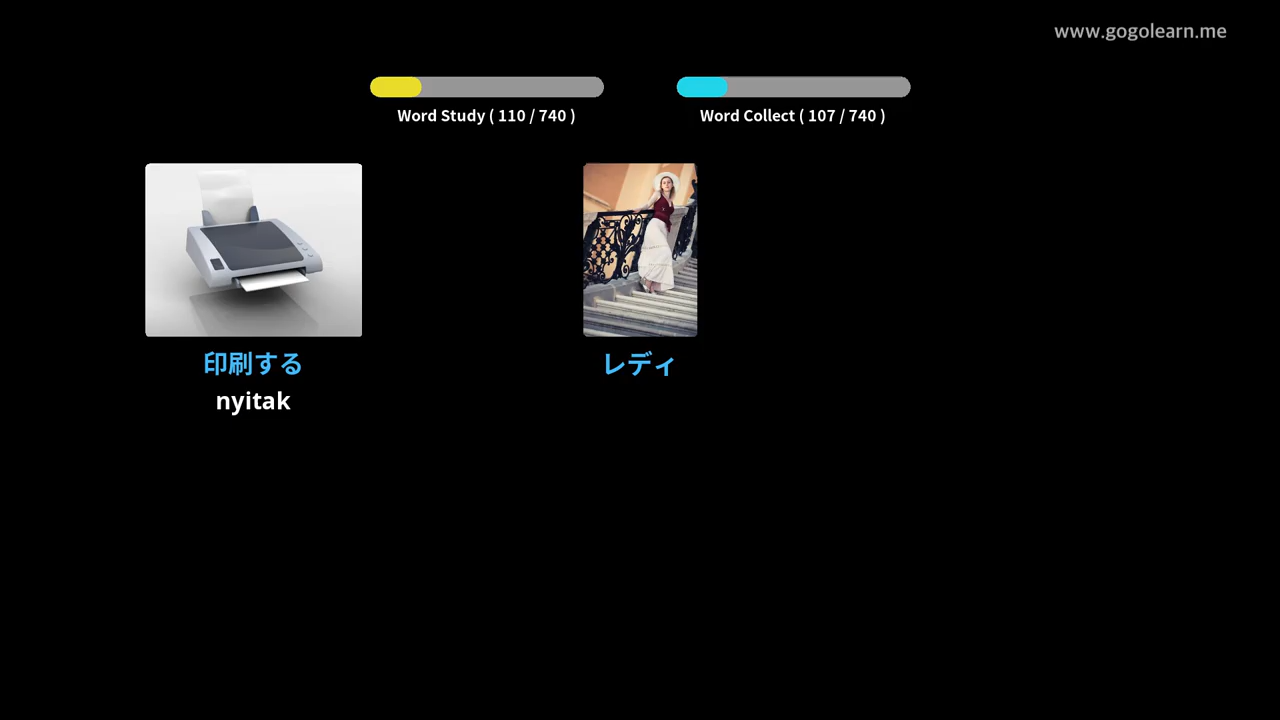 www.gogolearn.me
Word Study ( 110 / 740 )
Word Collect ( 107 / 740 )
印刷する
nyitak
レディ